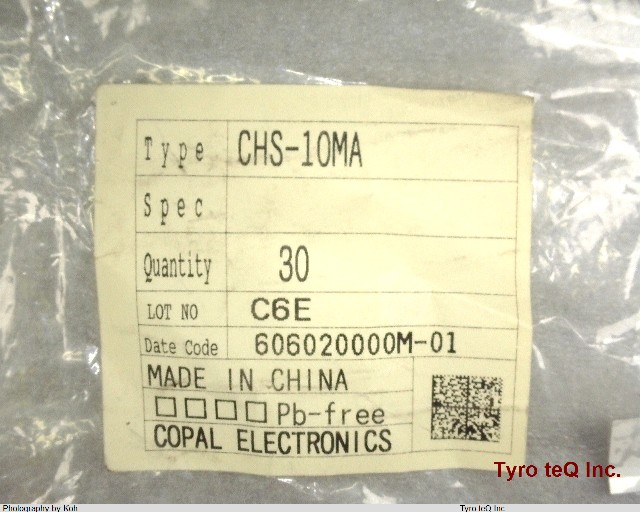 Type CHS-10MA
Spec
Quantity 30
LOT NO C6E
Date Code 606020000M-01
MADE IN CHINA
□□□□Pb-free
COPAL ELECTRONICS
Tyro teQ Inc.
Photography by Koh Tyro teQ Inc.